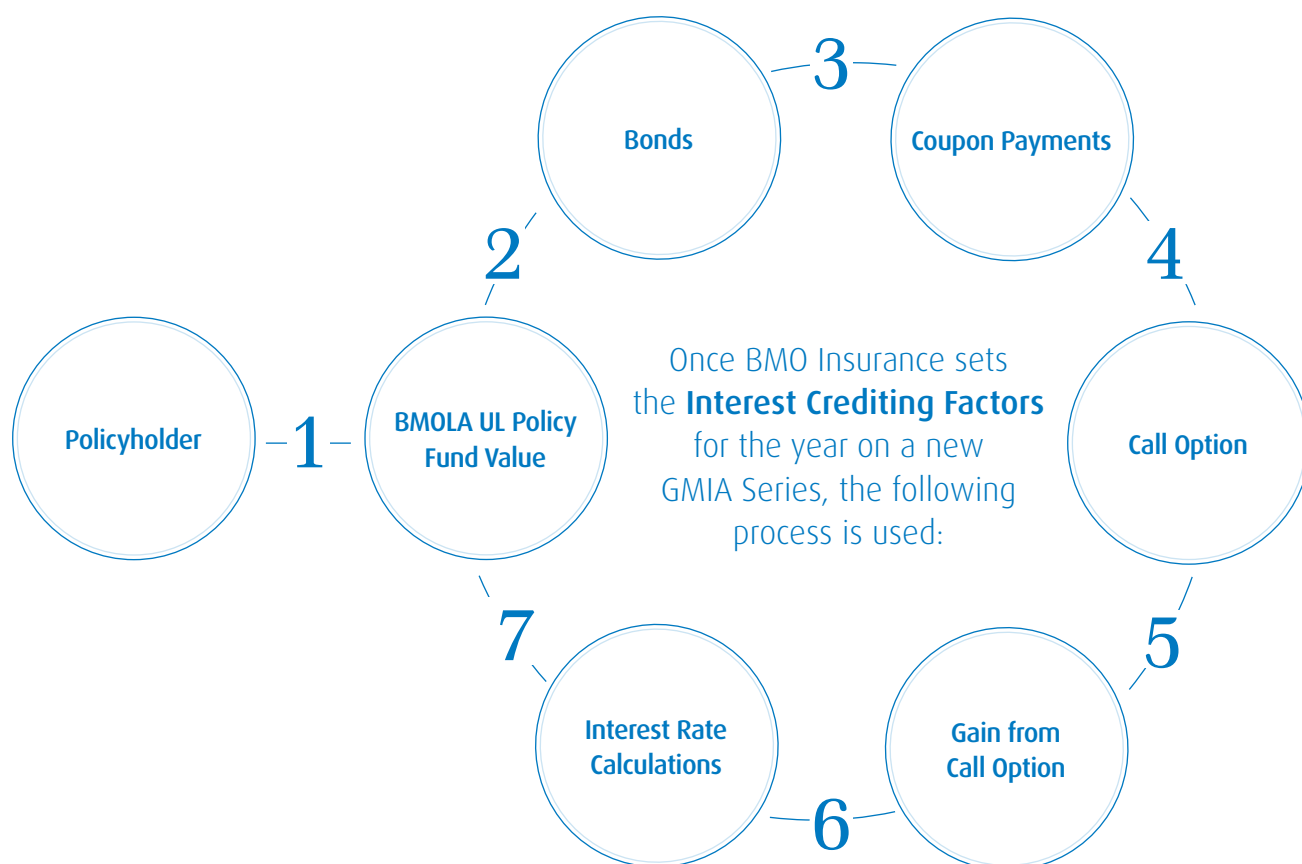 3
Bonds
Coupon Payments
2
4
Once BMO Insurance sets
the Interest Crediting Factors
for the year on a new
GMIA Series, the following
process is used:
Policyholder
1
BMOLA UL Policy
Fund Value
Call Option
7
5
Interest Rate
Calculations
Gain from
Call Option
6